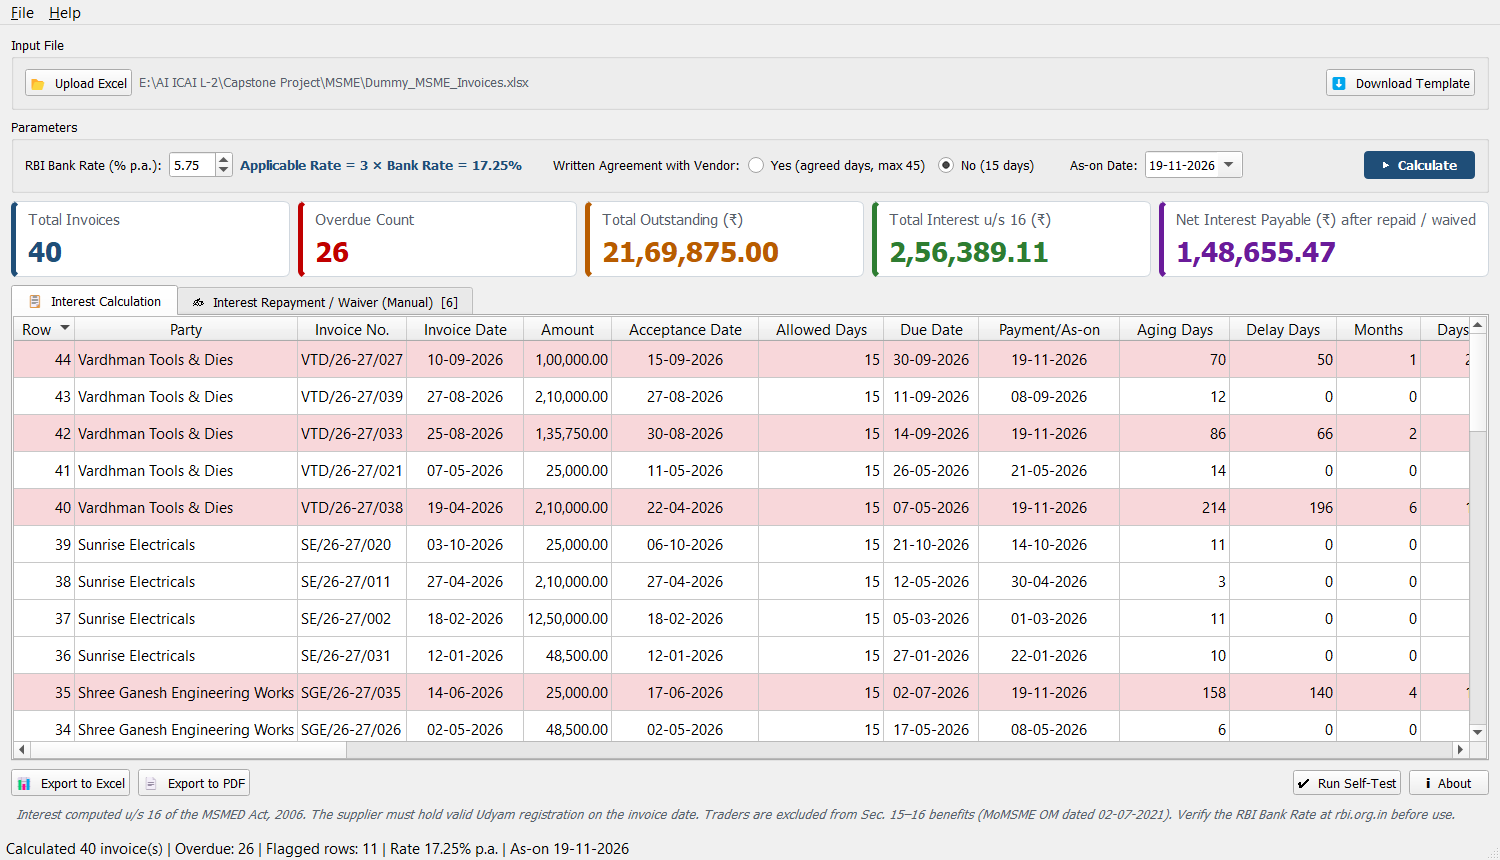 File Help
Input File
Upload Excel E:\AI ICAI L-2\Capstone Project\MSME\Dummy_MSME_Invoices.xlsx Download Template
Parameters
RBI Bank Rate (% p.a.): 5.75 Applicable Rate = 3 × Bank Rate = 17.25% Written Agreement with Vendor: Yes (agreed days, max 45) No (15 days) As-on Date: 19-11-2026 Calculate
Total Invoices Overdue Count Total Outstanding (₹) Total Interest u/s 16 (₹) Net Interest Payable (₹) after repaid / waived
40 26 21,69,875.00 2,56,389.11 1,48,655.47
Interest Calculation Interest Repayment / Waiver (Manual) [6]
Row Party Invoice No. Invoice Date Amount Acceptance Date Allowed Days Due Date Payment/As-on Aging Days Delay Days Months Days
44 Vardhman Tools & Dies VTD/26-27/027 10-09-2026 1,00,000.00 15-09-2026 15 30-09-2026 19-11-2026 70 50 1
43 Vardhman Tools & Dies VTD/26-27/039 27-08-2026 2,10,000.00 27-08-2026 15 11-09-2026 08-09-2026 12 0 0
42 Vardhman Tools & Dies VTD/26-27/033 25-08-2026 1,35,750.00 30-08-2026 15 14-09-2026 19-11-2026 86 66 2
41 Vardhman Tools & Dies VTD/26-27/021 07-05-2026 25,000.00 11-05-2026 15 26-05-2026 21-05-2026 14 0 0
40 Vardhman Tools & Dies VTD/26-27/038 19-04-2026 2,10,000.00 22-04-2026 15 07-05-2026 19-11-2026 214 196 6
39 Sunrise Electricals SE/26-27/020 03-10-2026 25,000.00 06-10-2026 15 21-10-2026 14-10-2026 11 0 0
38 Sunrise Electricals SE/26-27/011 27-04-2026 2,10,000.00 27-04-2026 15 12-05-2026 30-04-2026 3 0 0
37 Sunrise Electricals SE/26-27/002 18-02-2026 12,50,000.00 18-02-2026 15 05-03-2026 01-03-2026 11 0 0
36 Sunrise Electricals SE/26-27/031 12-01-2026 48,500.00 12-01-2026 15 27-01-2026 22-01-2026 10 0 0
35 Shree Ganesh Engineering Works SGE/26-27/035 14-06-2026 25,000.00 17-06-2026 15 02-07-2026 19-11-2026 158 140 4
34 Shree Ganesh Engineering Works SGE/26-27/026 02-05-2026 48,500.00 02-05-2026 15 17-05-2026 08-05-2026 6 0 0
Export to Excel Export to PDF Run Self-Test About
Interest computed u/s 16 of the MSMED Act, 2006. The supplier must hold valid Udyam registration on the invoice date. Traders are excluded from Sec. 15–16 benefits (MoMSME OM dated 02-07-2021). Verify the RBI Bank Rate at rbi.org.in before use.
Calculated 40 invoice(s) | Overdue: 26 | Flagged rows: 11 | Rate 17.25% p.a. | As-on 19-11-2026